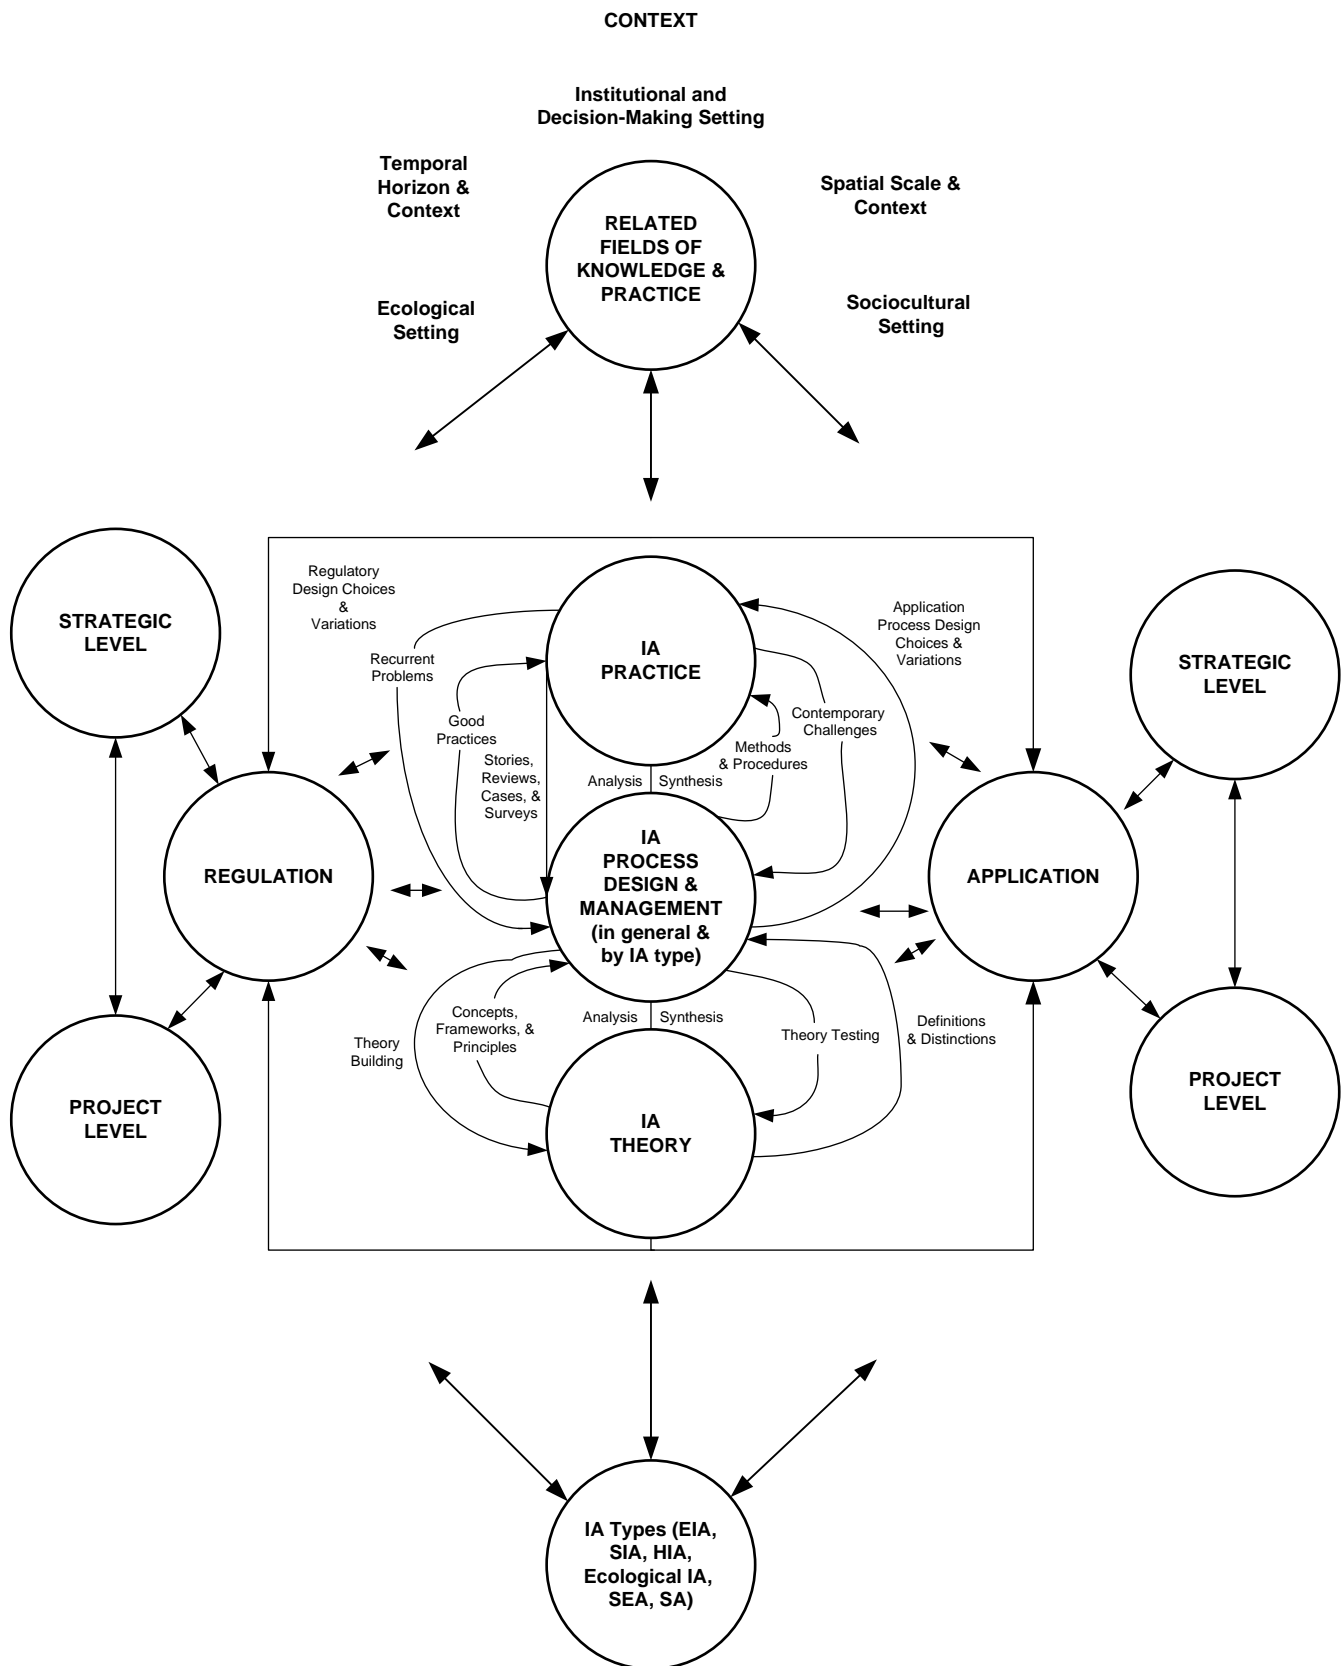 CONTEXT
Institutional and
Decision-Making Setting
Temporal
Horizon &
Context
Spatial Scale &
Context
RELATED
FIELDS OF
KNOWLEDGE &
PRACTICE
Ecological
Setting
Sociocultural
Setting
STRATEGIC
LEVEL
Regulatory
Design Choices
&
Variations
Recurrent
Problems
IA
PRACTICE
Application
Process Design
Choices &
Variations
STRATEGIC
LEVEL
Good
Practices
Stories,
Reviews,
Cases, &
Surveys
Contemporary
Challenges
Methods
& Procedures
Analysis
Synthesis
REGULATION
IA
PROCESS
DESIGN &
MANAGEMENT
(in general &
by IA type)
APPLICATION
Concepts,
Frameworks, &
Principles
Analysis
Synthesis
Theory
Building
Theory Testing
Definitions
& Distinctions
PROJECT
LEVEL
IA
THEORY
PROJECT
LEVEL
IA Types (EIA,
SIA, HIA,
Ecological IA,
SEA, SA)